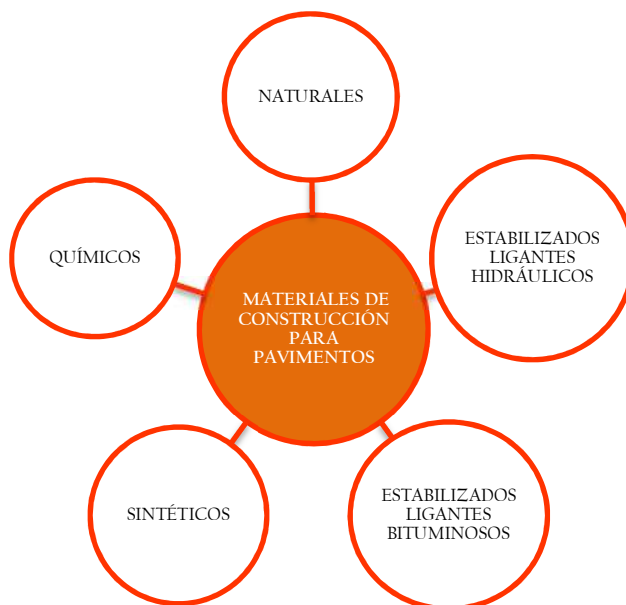 NATURALES
QUÍMICOS
ESTABILIZADOS
LIGANTES
HIDRÁULICOS
MATERIALES DE
CONSTRUCCIÓN
PARA
PAVIMENTOS
SINTÉTICOS
ESTABILIZADOS
LIGANTES
BITUMINOSOS